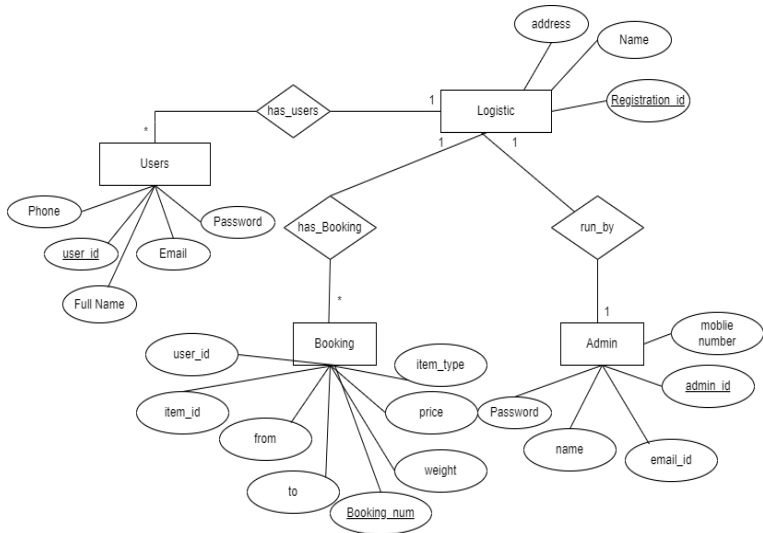 address
Name
Logistic
Registration_id
has_users
1
*
1
1
Users
Phone
Password
user_id
Email
Full Name
has_Booking
run_by
*
1
Booking
Admin
moblie
number
user_id
item_type
admin_id
item_id
price
Password
from
name
email_id
weight
to
Booking_num